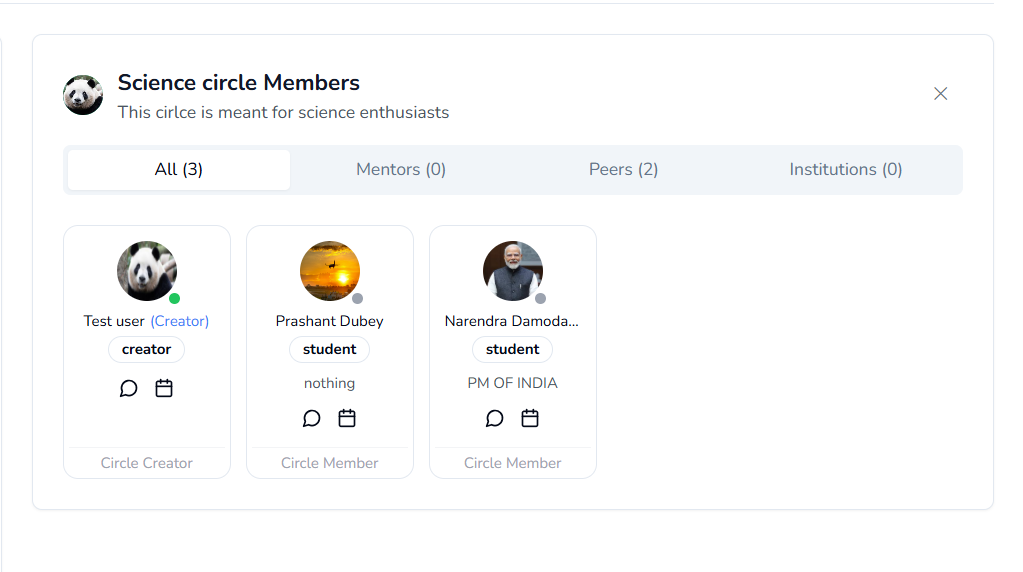 Science circle Members
This cirlce is meant for science enthusiasts
All (3) Mentors (0) Peers (2) Institutions (0)
Test user (Creator)
creator
Circle Creator
Prashant Dubey
student
nothing
Circle Member
Narendra Damoda...
student
PM OF INDIA
Circle Member